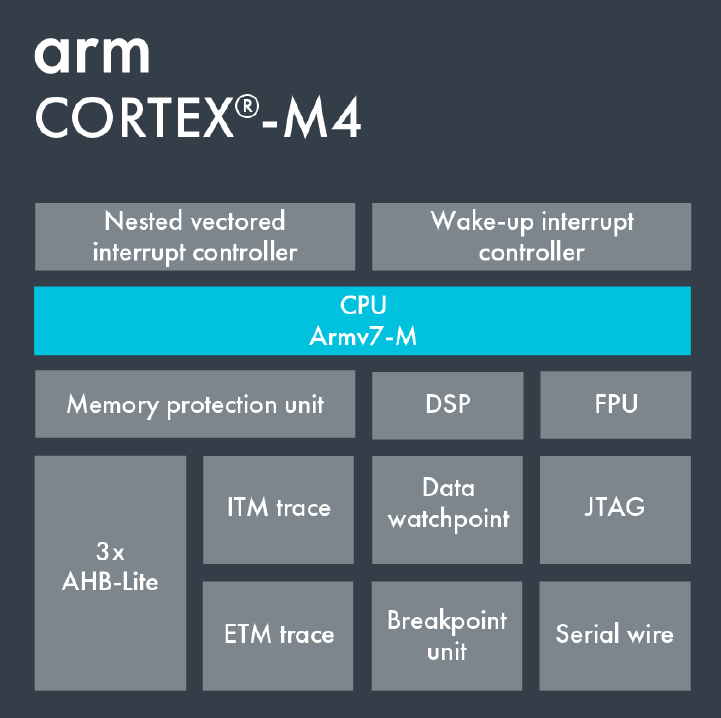 arm
CORTEX®-M4
Nested vectored
interrupt controller
Wake-up interrupt
controller
CPU
Armv7-M
Memory protection unit
DSP
FPU
3x
AHB-Lite
ITM trace
Data
watchpoint
JTAG
ETM trace
Breakpoint
unit
Serial wire